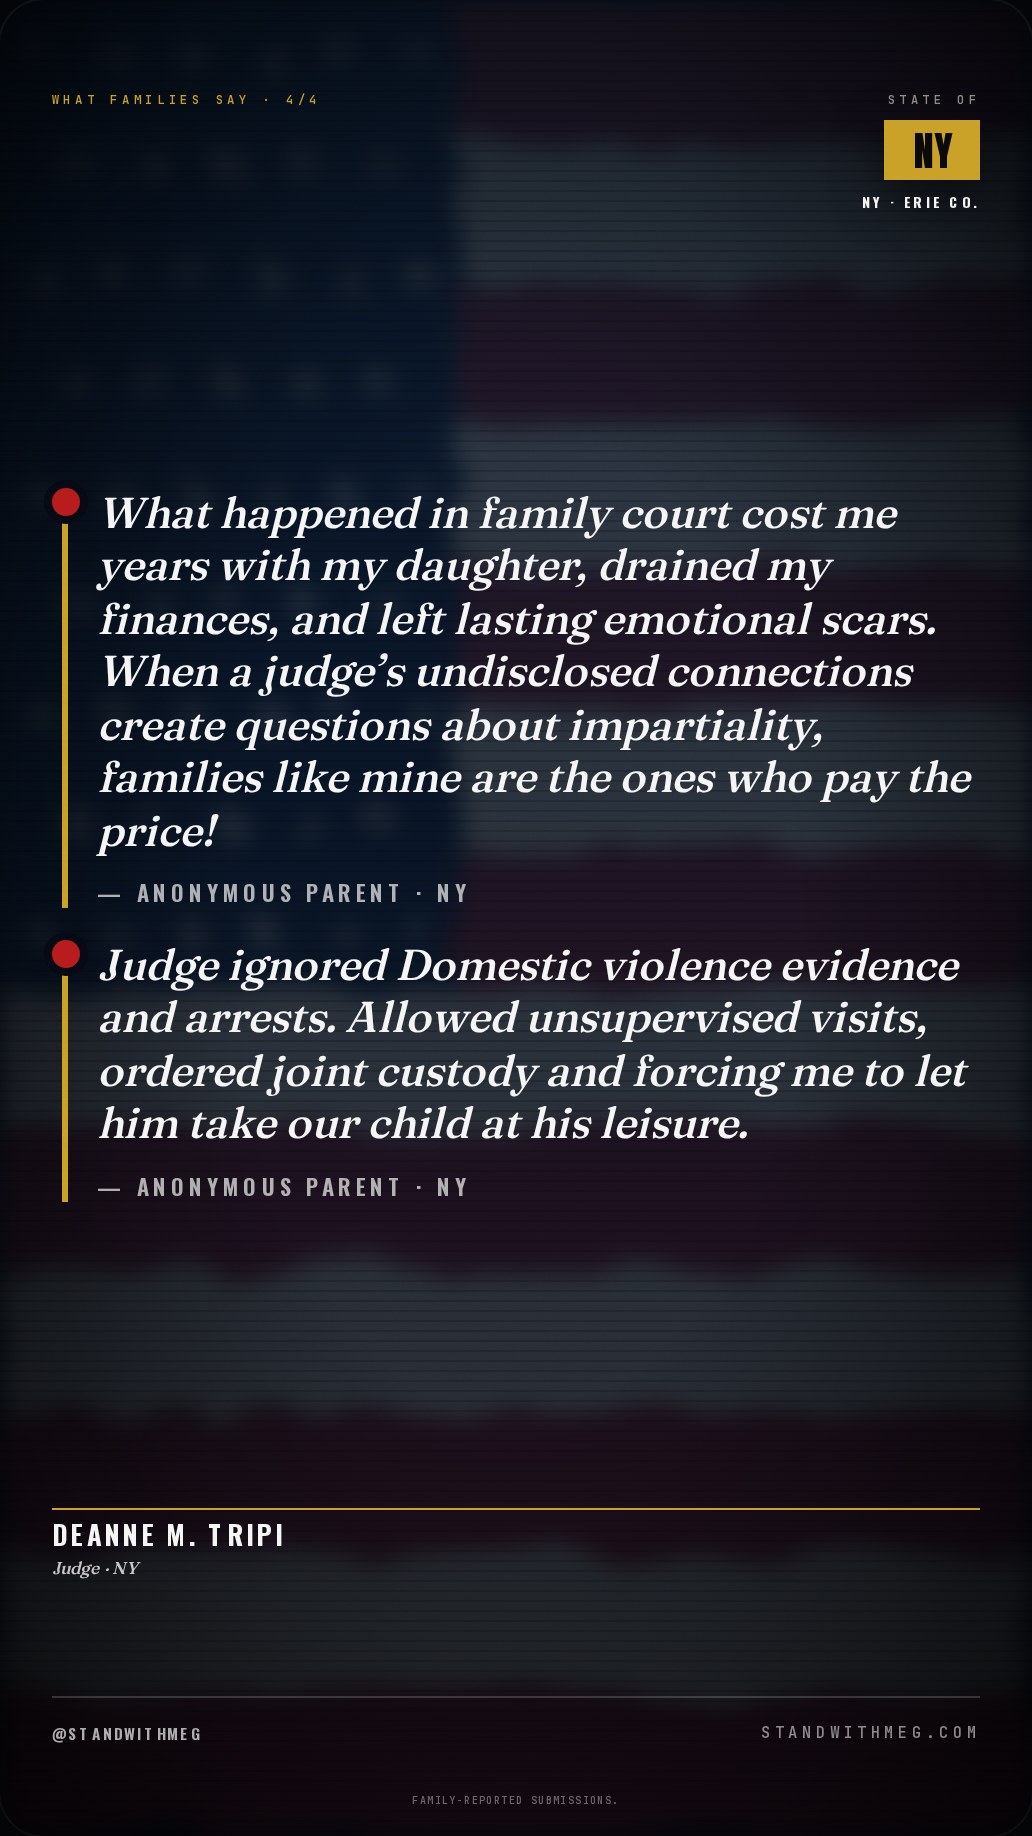 WHAT FAMILIES SAY · 4/4
STATE OF
NY
NY · ERIE CO.
What happened in family court cost me
years with my daughter, drained my
finances, and left lasting emotional scars.
When a judge’s undisclosed connections
create questions about impartiality,
families like mine are the ones who pay the
price!
— ANONYMOUS PARENT · NY
Judge ignored Domestic violence evidence
and arrests. Allowed unsupervised visits,
ordered joint custody and forcing me to let
him take our child at his leisure.
— ANONYMOUS PARENT · NY
DEANNE M. TRIPI
Judge · NY
@STANDWITHMEG
STANDWITHMEG.COM
FAMILY-REPORTED SUBMISSIONS.